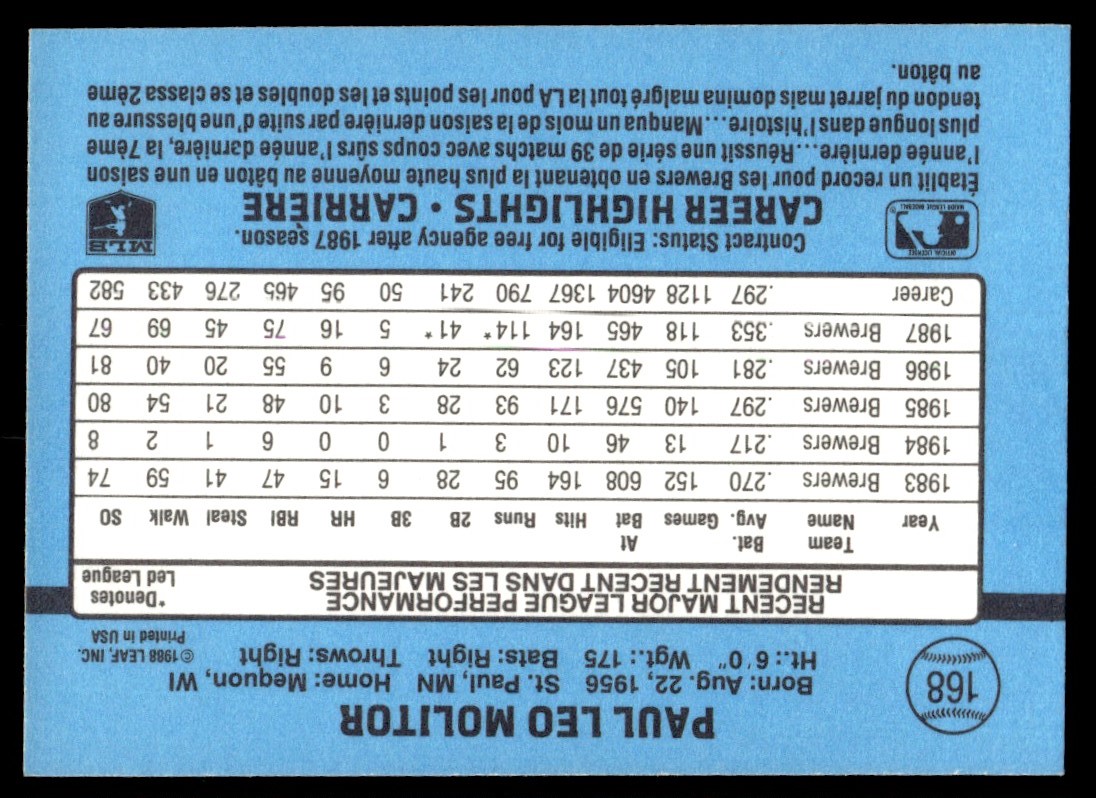 168
PAUL LEO MOLITOR
Born: Aug. 22, 1956 St. Paul, MN Home: Mequon, WI
Ht.: 6'0" Wgt.: 175 Bats: Right Throws: Right
©1988 LEAF, INC.
Printed in USA
RECENT MAJOR LEAGUE PERFORMANCE
RENDEMENT RECENT DANS LES MAJEURES
*Denotes
Led League
Year Team Name Bat. Avg. Games At Bat Hits Runs 2B 3B HR RBI Steal Walk SO
1983 Brewers .270 152 608 164 95 28 6 15 47 41 59 74
1984 Brewers .217 13 46 10 3 1 0 0 6 1 2 8
1985 Brewers .297 140 576 171 93 28 3 10 48 21 54 80
1986 Brewers .281 105 437 123 62 24 6 9 55 20 40 81
1987 Brewers .353 118 465 164 114* 41* 5 16 75 45 69 67
Career .297 1128 4604 1367 790 241 50 95 465 276 433 582
Contract Status: Eligible for free agency after 1987 season.
CAREER HIGHLIGHTS • CARRIÈRE
OFFICIAL LICENSEE
MAJOR LEAGUE BASEBALL
MLB
Établit un record pour les Brewers en obtenant la plus haute moyenne au bâton en une saison
l'année dernière...Réussit une série de 39 matchs avec coups sûrs l'année dernière, la 7ème
plus longue dans l'histoire...Manqua un mois de la saison dernière par suite d'une blessure au
tendon du jarret mais domina malgré tout la LA pour les points et les doubles et se classa 2ème
au bâton.